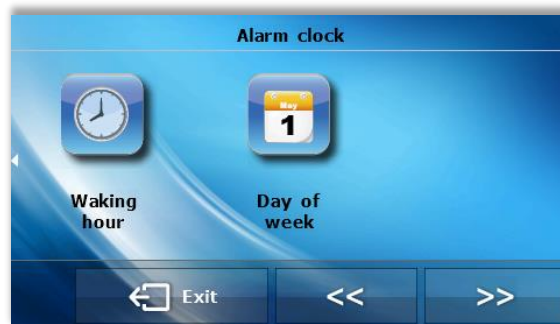 Alarm clock
May
1
Waking
hour
Day of
week
Exit
<<
>>